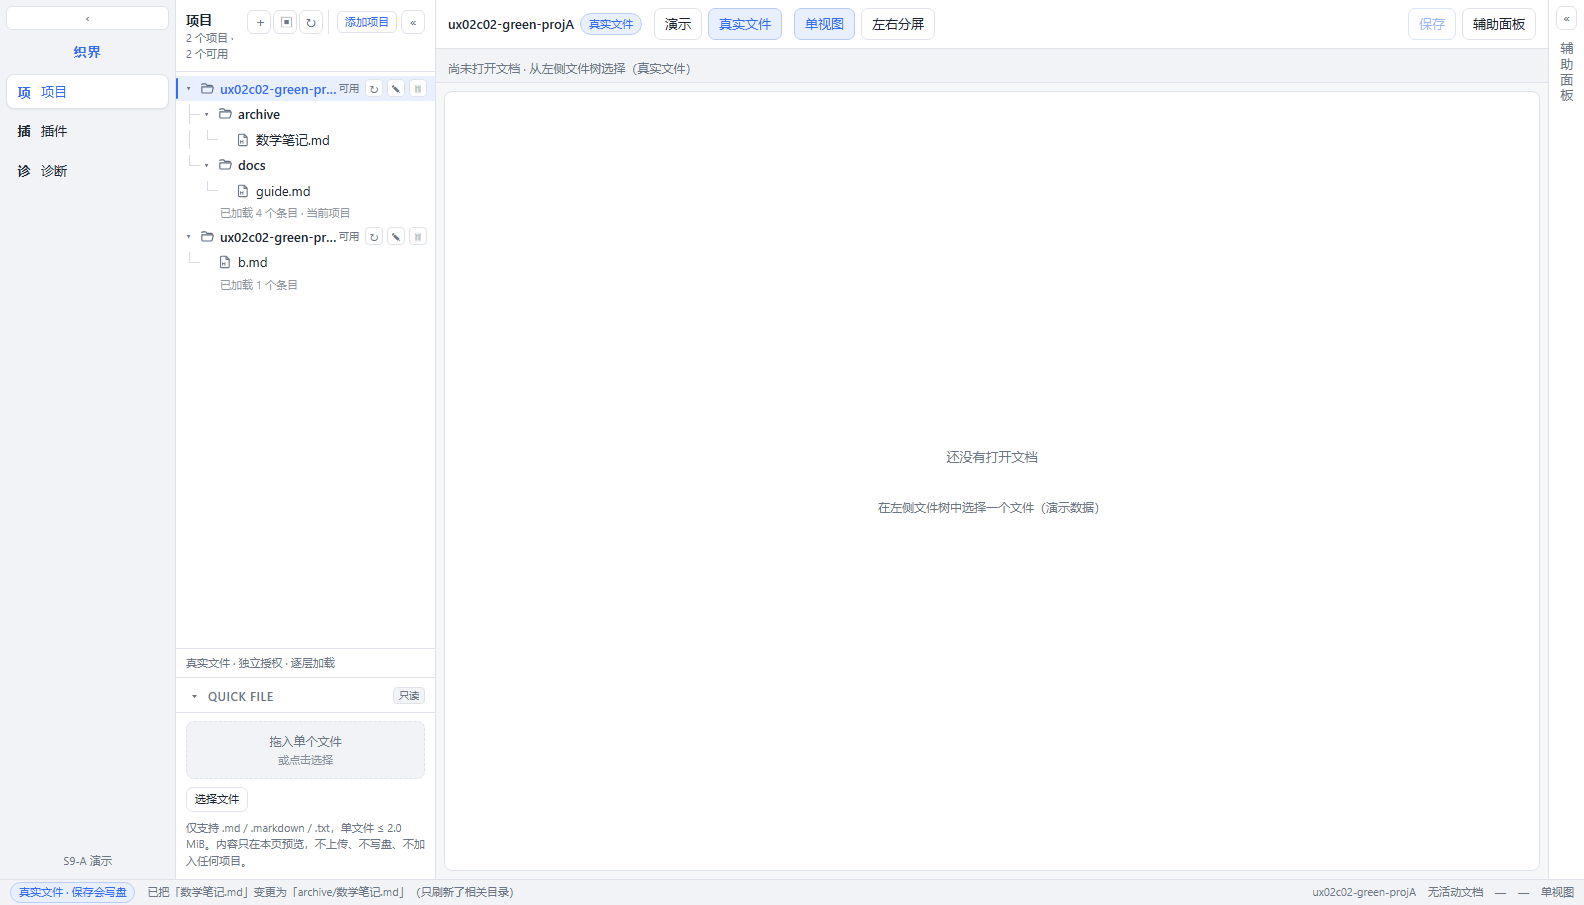 ‹
织界
项 项目
插 插件
诊 诊断
S9-A 演示
项目
2 个项目 ·
2 个可用
+
↻
添加项目
«
ux02c02-green-pr... 可用 ↻
archive
数学笔记.md
docs
guide.md
已加载 4 个条目 · 当前项目
ux02c02-green-pr... 可用 ↻
b.md
已加载 1 个条目
真实文件 · 独立授权 · 逐层加载
QUICK FILE 只读
拖入单个文件
或点击选择
选择文件
仅支持 .md / .markdown / .txt，单文件 ≤ 2.0
MiB。内容只在本页预览，不上传、不写盘、不加
入任何项目。
ux02c02-green-projA 真实文件 演示 真实文件 单视图 左右分屏 保存 辅助面板
尚未打开文档 · 从左侧文件树选择（真实文件）
还没有打开文档
在左侧文件树中选择一个文件（演示数据）
«
辅助面板
真实文件 · 保存会写盘 已把「数学笔记.md」变更为「archive/数学笔记.md」（只刷新了相关目录）
ux02c02-green-projA 无活动文档 — — 单视图